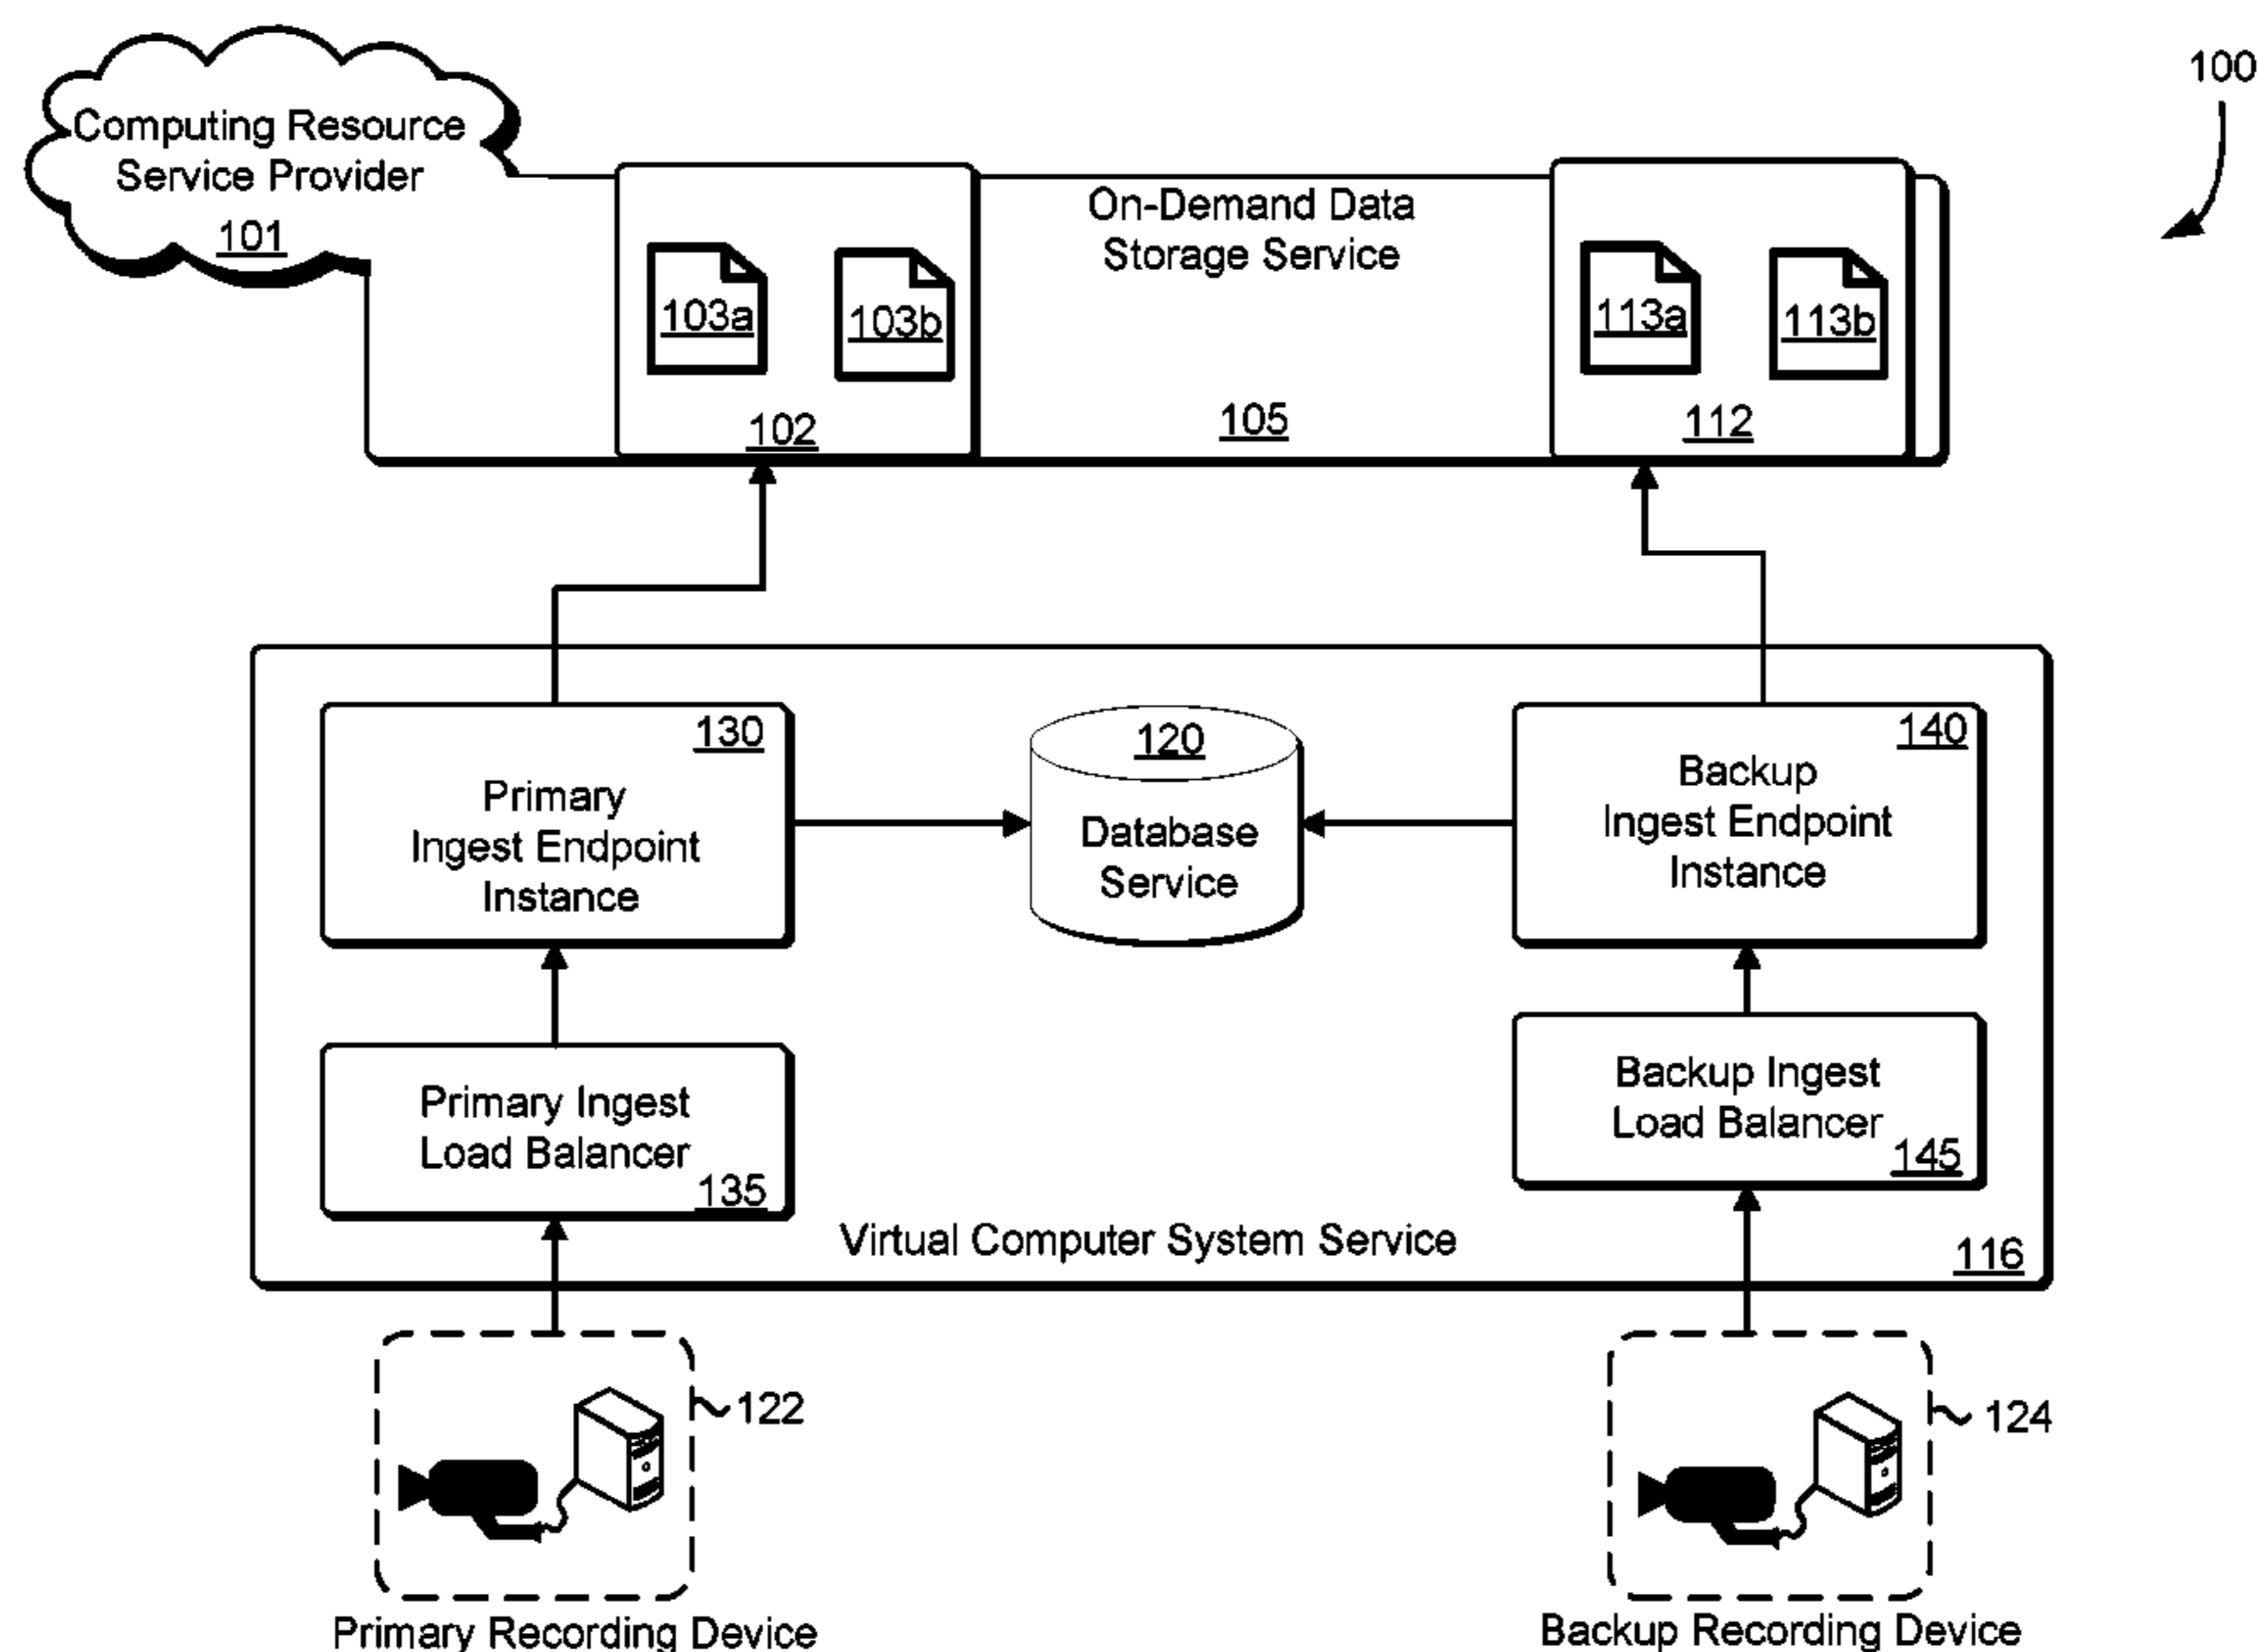 100
Computing Resource
Service Provider
101
On-Demand Data
Storage Service
103a
103b
113a
113b
102
105
112
130
Primary
Ingest Endpoint
Instance
120
Database
Service
140
Backup
Ingest Endpoint
Instance
Primary Ingest
Load Balancer
135
Backup Ingest
Load Balancer
145
Virtual Computer System Service
116
122
124
Primary Recording Device
Backup Recording Device